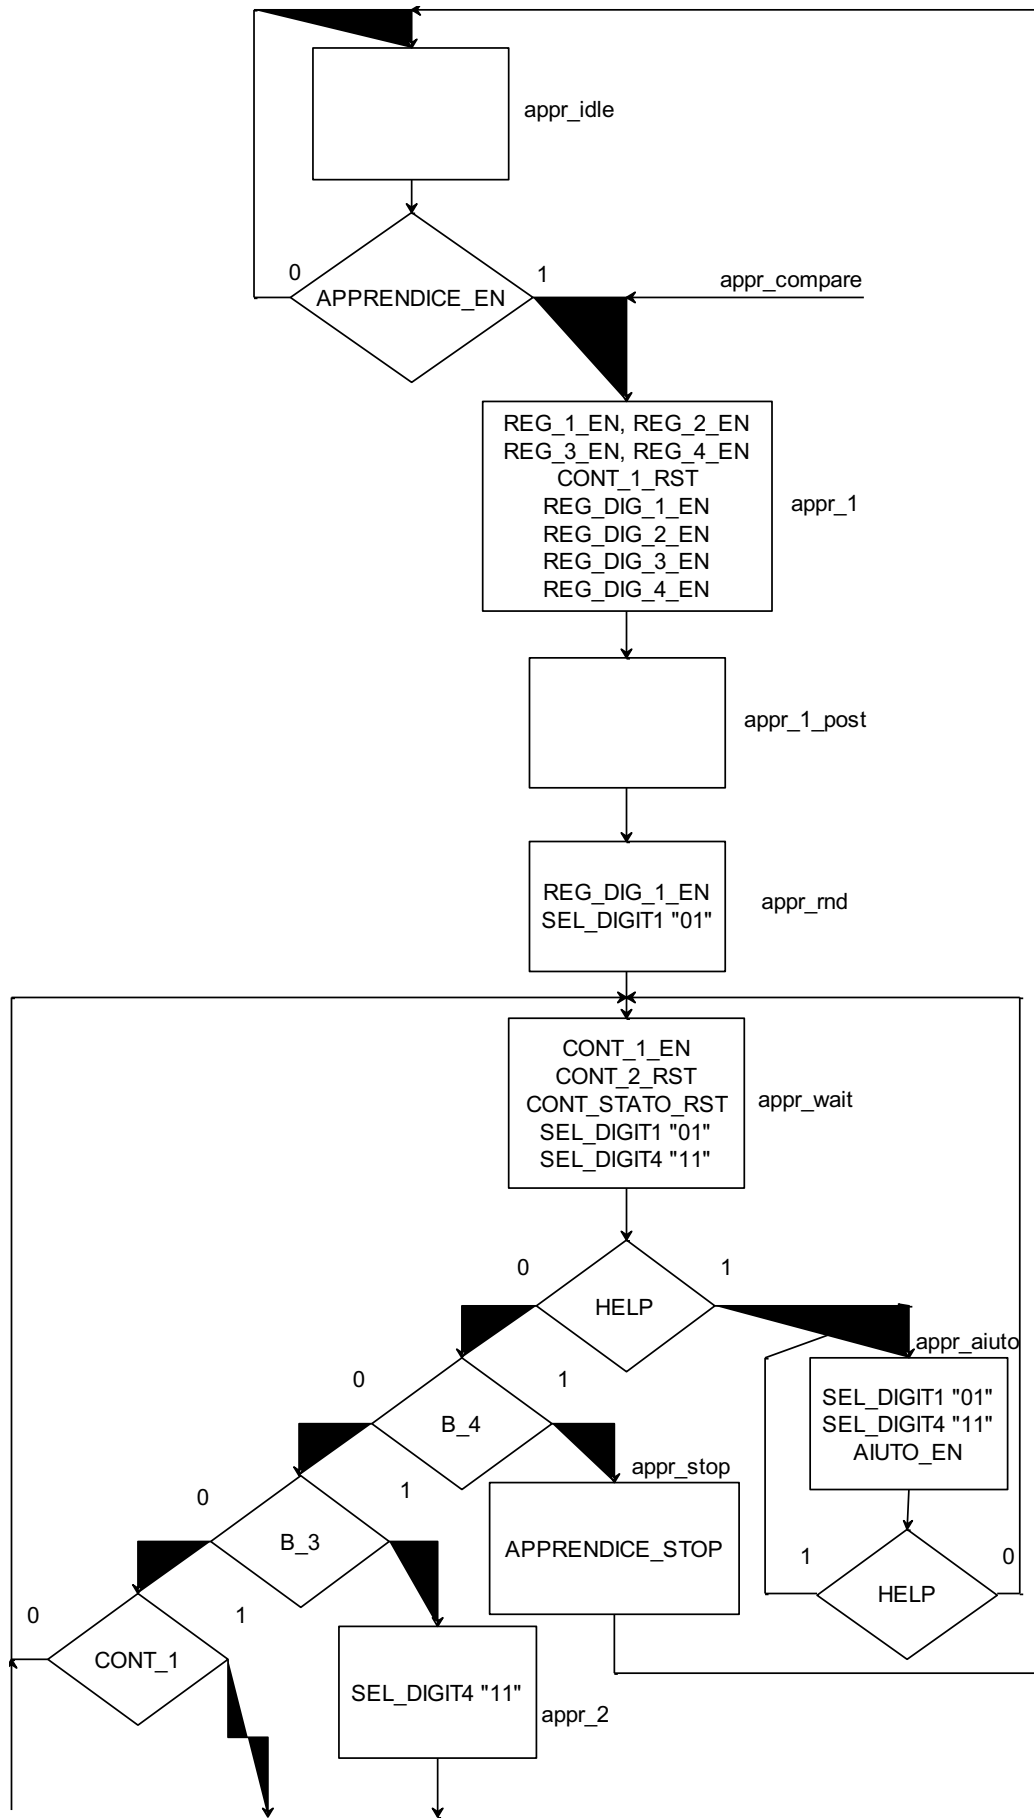 appr_idle
0
1
APPRENDICE_EN
appr_compare
REG_1_EN, REG_2_EN
REG_3_EN, REG_4_EN
CONT_1_RST
REG_DIG_1_EN
REG_DIG_2_EN
REG_DIG_3_EN
REG_DIG_4_EN
appr_1
appr_1_post
REG_DIG_1_EN
SEL_DIGIT1 "01"
appr_rnd
CONT_1_EN
CONT_2_RST
CONT_STATO_RST
SEL_DIGIT1 "01"
SEL_DIGIT4 "11"
appr_wait
0
1
HELP
appr_aiuto
SEL_DIGIT1 "01"
SEL_DIGIT4 "11"
AIUTO_EN
0
1
B_4
appr_stop
APPRENDICE_STOP
0
1
B_3
1
0
HELP
0
1
CONT_1
SEL_DIGIT4 "11"
appr_2